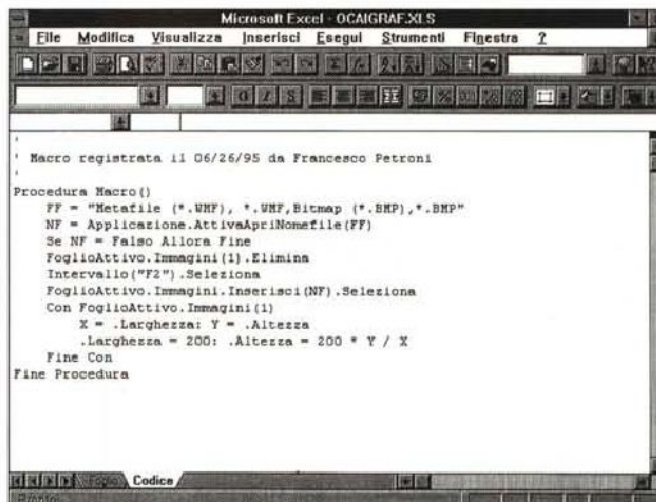 Microsoft Excel - OCAIGRAF.XLS
File Modifica Visualizza Inserisci Esegui Strumenti Finestra ?
'
' Macro registrata il 06/26/95 da Francesco Petroni
'
Procedura Macro()
FF = "Metafile (*.WMF), *.WMF,Bitmap (*.BMP),*.BMP"
NF = Applicazione.AttivaApriNomefile(FF)
Se NF = Falso Allora Fine
FoglioAttivo.Immagini(1).Elimina
Intervallo("F2").Seleziona
FoglioAttivo.Immagini.Inserisci(NF).Seleziona
Con FoglioAttivo.Immagini(1)
X = .Larghezza: Y = .Altezza
.Larghezza = 200: .Altezza = 200 * Y / X
Fine Con
Fine Procedura
Foglio Codice
Pronto